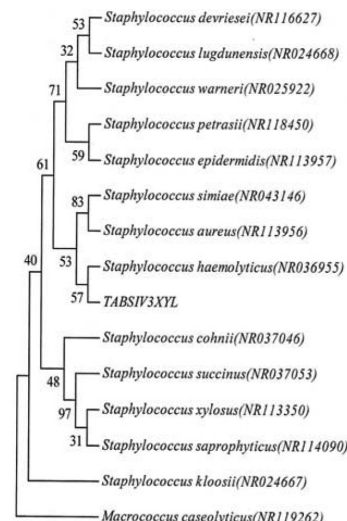 53
Staphylococcus devriesei(NR116627)
32
Staphylococcus lugdunensis(NR024668)
71
Staphylococcus warneri(NR025922)
Staphylococcus petrasii(NR118450)
59
Staphylococcus epidermidis(NR113957)
61
Staphylococcus simiae(NR043146)
83
Staphylococcus aureus(NR113956)
40
53
Staphylococcus haemolyticus(NR036955)
57
TABSIV3XYL
Staphylococcus cohnii(NR037046)
48
Staphylococcus succinus(NR037053)
97
Staphylococcus xylosus(NR113350)
31
Staphylococcus saprophyticus(NR114090)
Staphylococcus kloosii(NR024667)
Macrococcus caseolyticus(NR119262)